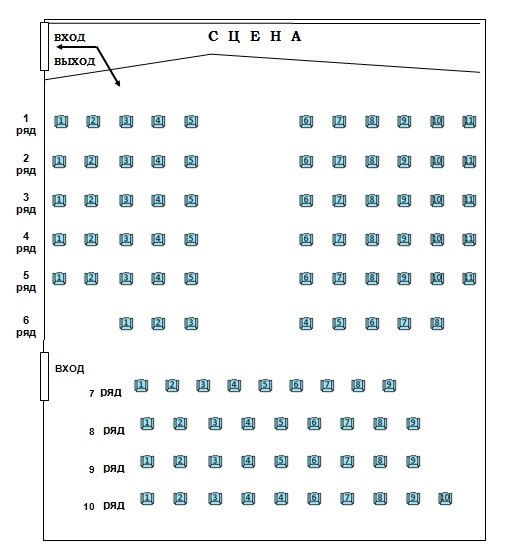 С Ц Е Н А
ВХОД
ВЫХОД
1 ряд 1 2 3 4 5 6 7 8 9 10 11
2 ряд 1 2 3 4 5 6 7 8 9 10 11
3 ряд 1 2 3 4 5 6 7 8 9 10 11
4 ряд 1 2 3 4 5 6 7 8 9 10 11
5 ряд 1 2 3 4 5 6 7 8 9 10 11
6 ряд 1 2 3 4 5 6 7 8
ВХОД
7 ряд 1 2 3 4 5 6 7 8 9
8 ряд 1 2 3 4 5 6 7 8 9
9 ряд 1 2 3 4 5 6 7 8 9
10 ряд 1 2 3 4 5 6 7 8 9 10